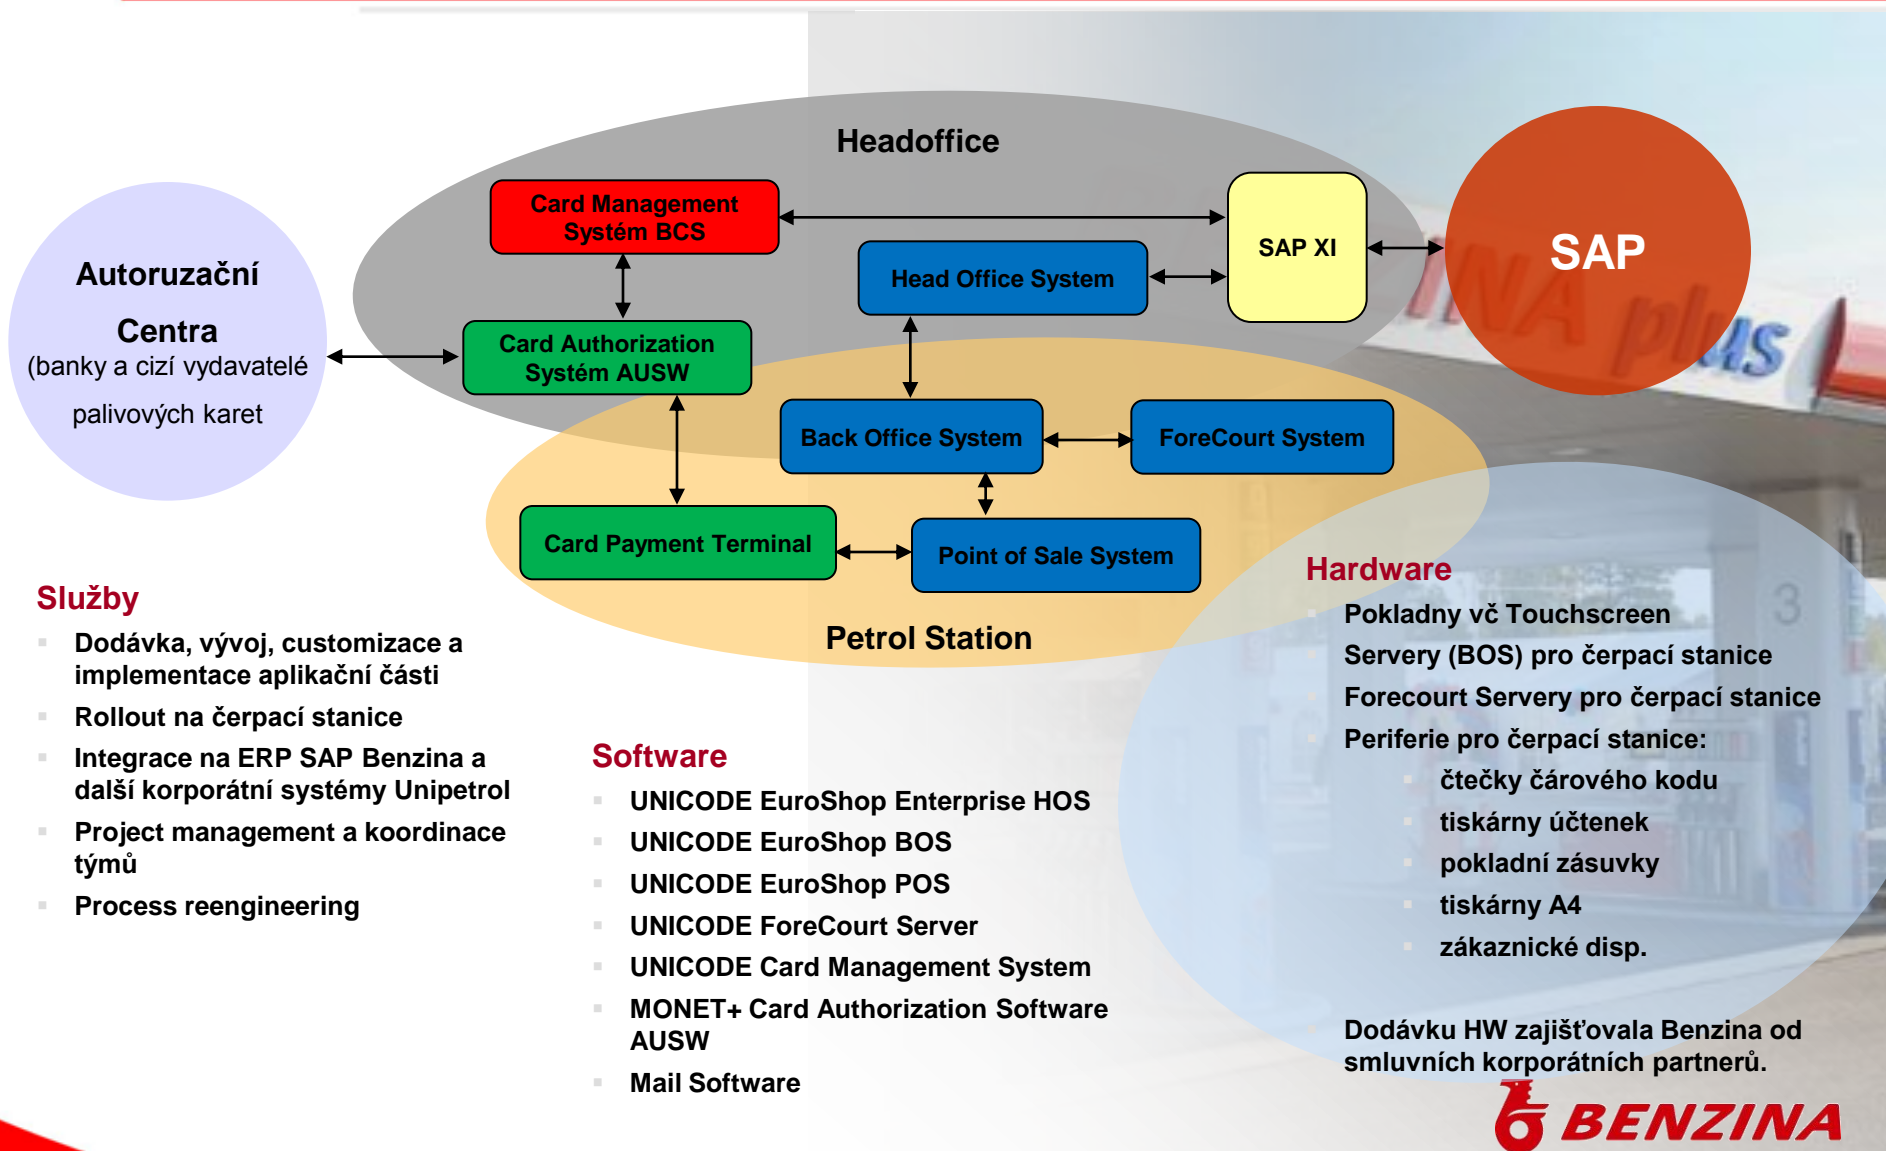 Headoffice
Card Management
Systém BCS
SAP XI
SAP
Head Office System
Autoruzační
Centra
(banky a cizí vydavatelé
palivových karet
Card Authorization
Systém AUSW
Back Office System
ForeCourt System
Card Payment Terminal
Point of Sale System
Petrol Station
INA plus
3
Služby
Dodávka, vývoj, customizace a
implementace aplikační části
Rollout na čerpací stanice
Integrace na ERP SAP Benzina a
další korporátní systémy Unipetrol
Project management a koordinace
týmů
Process reengineering
Software
UNICODE EuroShop Enterprise HOS
UNICODE EuroShop BOS
UNICODE EuroShop POS
UNICODE ForeCourt Server
UNICODE Card Management System
MONET+ Card Authorization Software
AUSW
Mail Software
Hardware
Pokladny vč Touchscreen
Servery (BOS) pro čerpací stanice
Forecourt Servery pro čerpací stanice
Periferie pro čerpací stanice:
čtečky čárového kodu
tiskárny účtenek
pokladní zásuvky
tiskárny A4
zákaznické disp.
Dodávku HW zajišťovala Benzina od
smluvních korporátních partnerů.
BENZINA